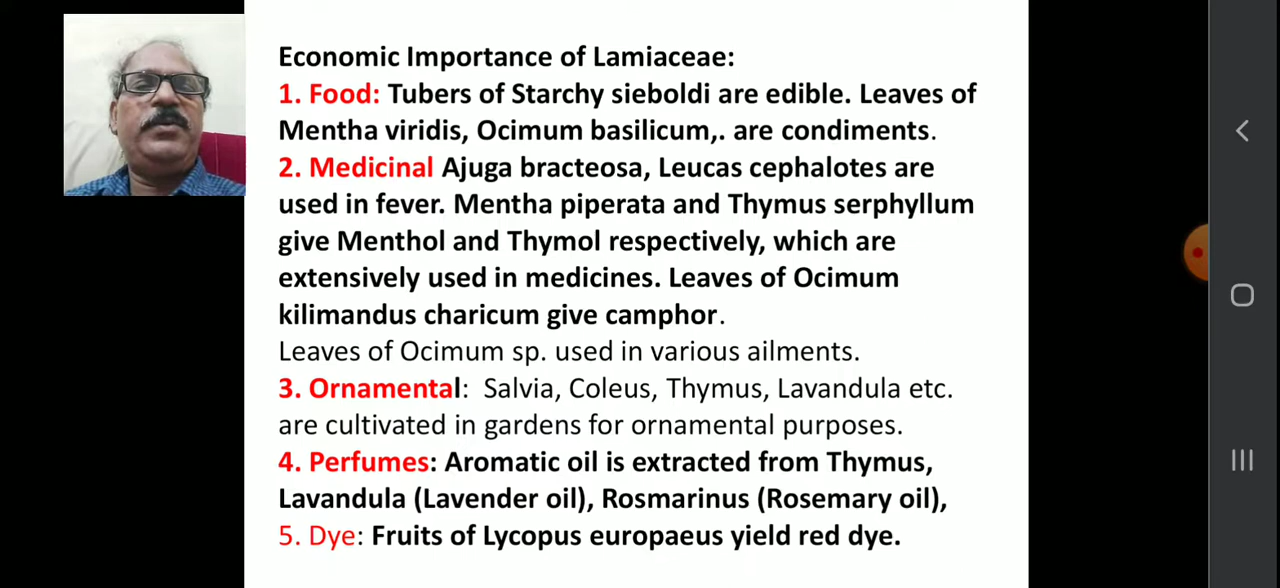 Economic Importance of Lamiaceae:
1. Food: Tubers of Starchy sieboldi are edible. Leaves of
Mentha viridis, Ocimum basilicum,. are condiments.
2. Medicinal Ajuga bracteosa, Leucas cephalotes are
used in fever. Mentha piperata and Thymus serphyllum
give Menthol and Thymol respectively, which are
extensively used in medicines. Leaves of Ocimum
kilimandus charicum give camphor.
Leaves of Ocimum sp. used in various ailments.
3. Ornamental:  Salvia, Coleus, Thymus, Lavandula etc.
are cultivated in gardens for ornamental purposes.
4. Perfumes: Aromatic oil is extracted from Thymus,
Lavandula (Lavender oil), Rosmarinus (Rosemary oil),
5. Dye: Fruits of Lycopus europaeus yield red dye.